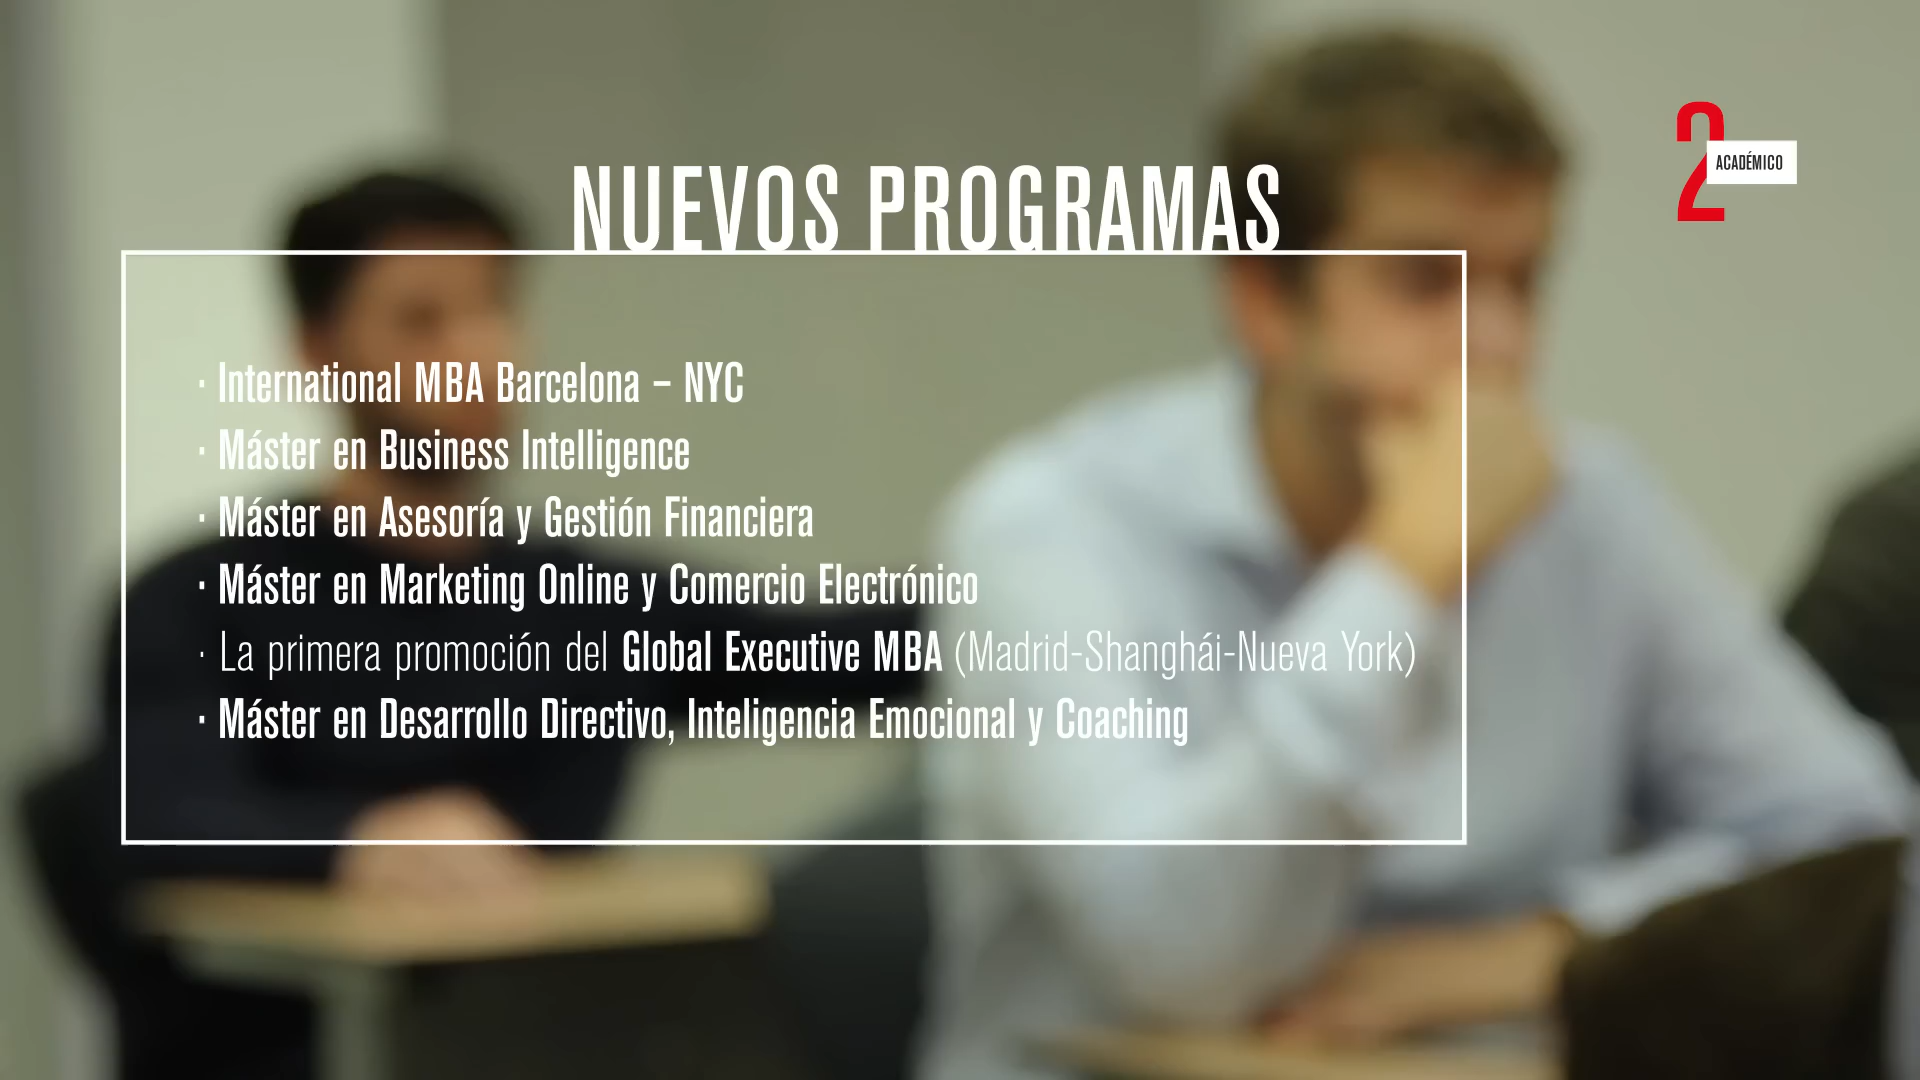 NUEVOS PROGRAMAS
2
ACADÉMICO
· International MBA Barcelona – NYC
· Máster en Business Intelligence
· Máster en Asesoría y Gestión Financiera
· Máster en Marketing Online y Comercio Electrónico
· La primera promoción del Global Executive MBA (Madrid-Shanghái-Nueva York)
· Máster en Desarrollo Directivo, Inteligencia Emocional y Coaching